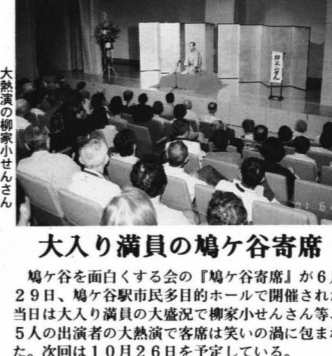 大熱演の柳家小せんさん
大入り満員の鳩ケ谷寄席
鳩ケ谷を面白くする会の『鳩ケ谷寄席』が6月
29日、鳩ケ谷駅市民多目的ホールで開催された
当日は大入り満員の大盛況で柳家小せんさん等、
5人の出演者の大熱演で客席は笑いの渦に包まれ
た。次回は10月26日を予定している。